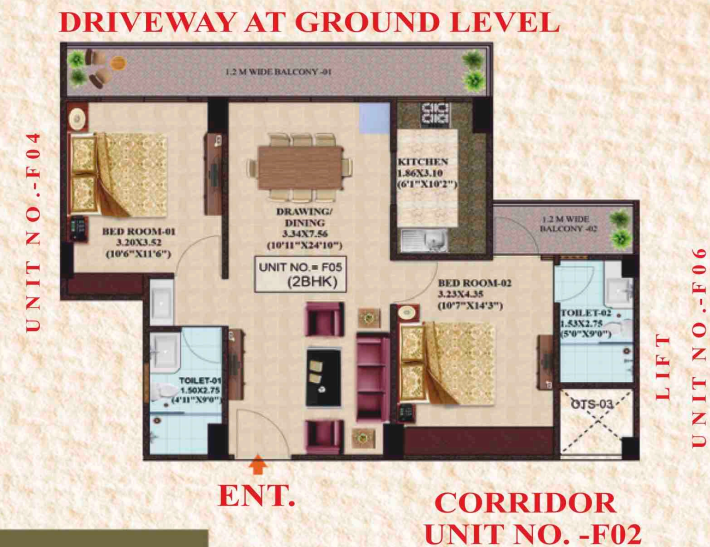 DRIVEWAY AT GROUND LEVEL
1.2 M WIDE BALCONY -01
UNIT NO.-F04
BED ROOM-01
3.20X3.52
(10'6"X11'6")
DRAWING/
DINING
3.34X7.56
(10'11"X24'10")
KITCHEN
1.86X3.10
(6'1"X10'2")
1.2 M WIDE
BALCONY -02
UNIT NO.= F05
(2BHK)
BED ROOM-02
3.23X4.35
(10'7"X14'3")
TOILET-02
1.53X2.75
(5'0"X9'0")
TOILET-01
1.50X2.75
(4'11"X9'0")
OTS-03
LIFT
UNIT NO.-F06
ENT.
CORRIDOR
UNIT NO. -F02